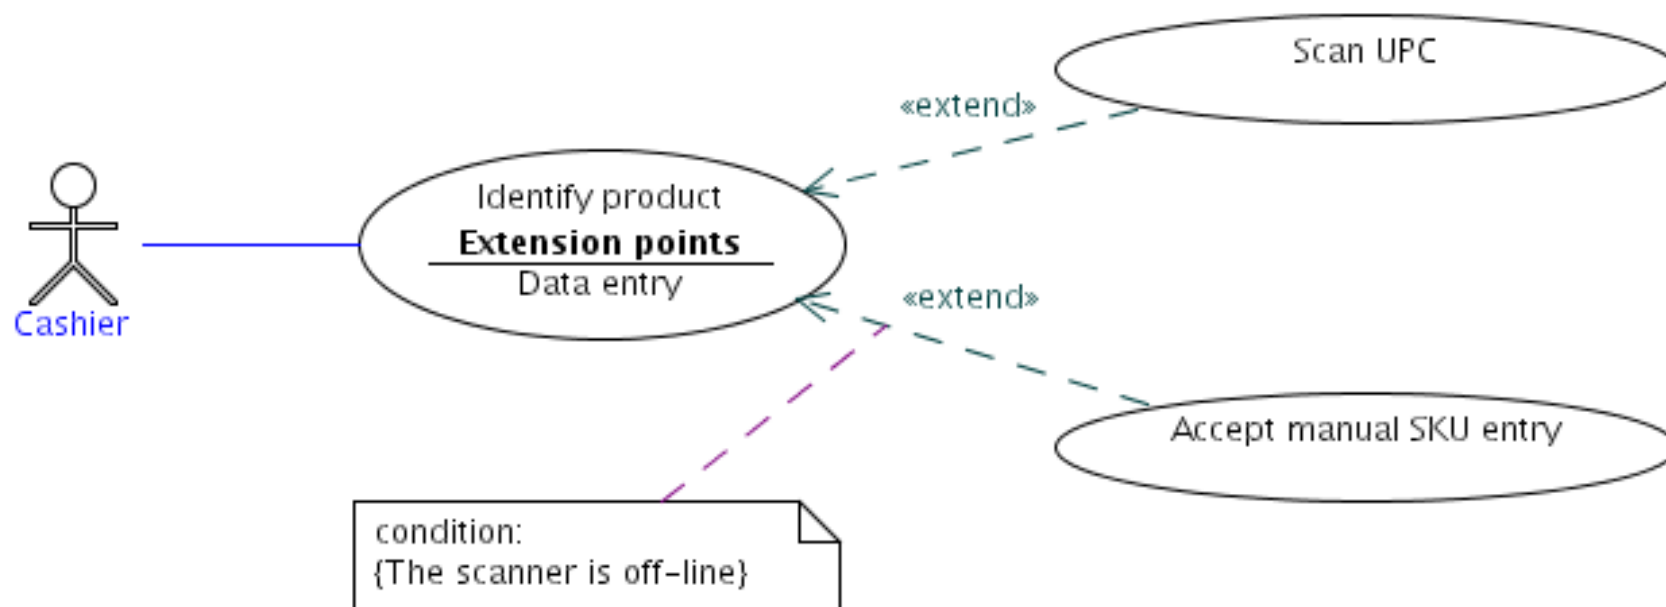 Scan UPC
«extend»
Identify product
Extension points
Data entry
«extend»
Cashier
Accept manual SKU entry
condition:
{The scanner is off-line}